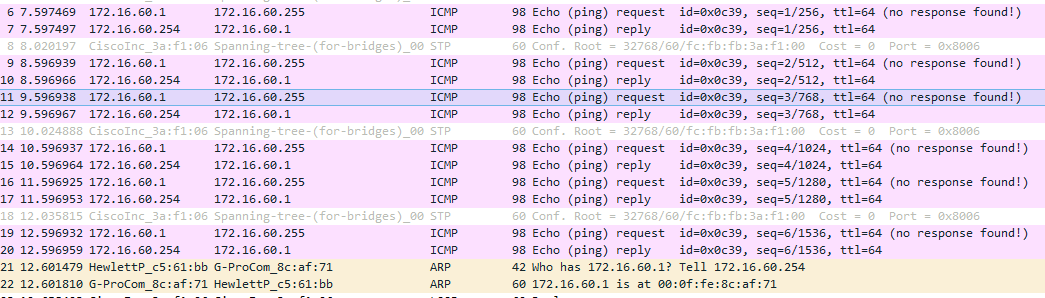 6 7.597469 172.16.60.1 172.16.60.255 ICMP 98 Echo (ping) request id=0x0c39, seq=1/256, ttl=64 (no response found!)
7 7.597497 172.16.60.254 172.16.60.1 ICMP 98 Echo (ping) reply id=0x0c39, seq=1/256, ttl=64
8 8.020197 CiscoInc_3a:f1:06 Spanning-tree-(for-bridges)_00 STP 60 Conf. Root = 32768/60/fc:fb:fb:3a:f1:00 Cost = 0 Port = 0x8006
9 8.596939 172.16.60.1 172.16.60.255 ICMP 98 Echo (ping) request id=0x0c39, seq=2/512, ttl=64 (no response found!)
10 8.596966 172.16.60.254 172.16.60.1 ICMP 98 Echo (ping) reply id=0x0c39, seq=2/512, ttl=64
11 9.596938 172.16.60.1 172.16.60.255 ICMP 98 Echo (ping) request id=0x0c39, seq=3/768, ttl=64 (no response found!)
12 9.596967 172.16.60.254 172.16.60.1 ICMP 98 Echo (ping) reply id=0x0c39, seq=3/768, ttl=64
13 10.024888 CiscoInc_3a:f1:06 Spanning-tree-(for-bridges)_00 STP 60 Conf. Root = 32768/60/fc:fb:fb:3a:f1:00 Cost = 0 Port = 0x8006
14 10.596937 172.16.60.1 172.16.60.255 ICMP 98 Echo (ping) request id=0x0c39, seq=4/1024, ttl=64 (no response found!)
15 10.596964 172.16.60.254 172.16.60.1 ICMP 98 Echo (ping) reply id=0x0c39, seq=4/1024, ttl=64
16 11.596925 172.16.60.1 172.16.60.255 ICMP 98 Echo (ping) request id=0x0c39, seq=5/1280, ttl=64 (no response found!)
17 11.596953 172.16.60.254 172.16.60.1 ICMP 98 Echo (ping) reply id=0x0c39, seq=5/1280, ttl=64
18 12.035815 CiscoInc_3a:f1:06 Spanning-tree-(for-bridges)_00 STP 60 Conf. Root = 32768/60/fc:fb:fb:3a:f1:00 Cost = 0 Port = 0x8006
19 12.596932 172.16.60.1 172.16.60.255 ICMP 98 Echo (ping) request id=0x0c39, seq=6/1536, ttl=64 (no response found!)
20 12.596959 172.16.60.254 172.16.60.1 ICMP 98 Echo (ping) reply id=0x0c39, seq=6/1536, ttl=64
21 12.601479 HewlettP_c5:61:bb G-ProCom_8c:af:71 ARP 42 Who has 172.16.60.1? Tell 172.16.60.254
22 12.601810 G-ProCom_8c:af:71 HewlettP_c5:61:bb ARP 60 172.16.60.1 is at 00:0f:fe:8c:af:71